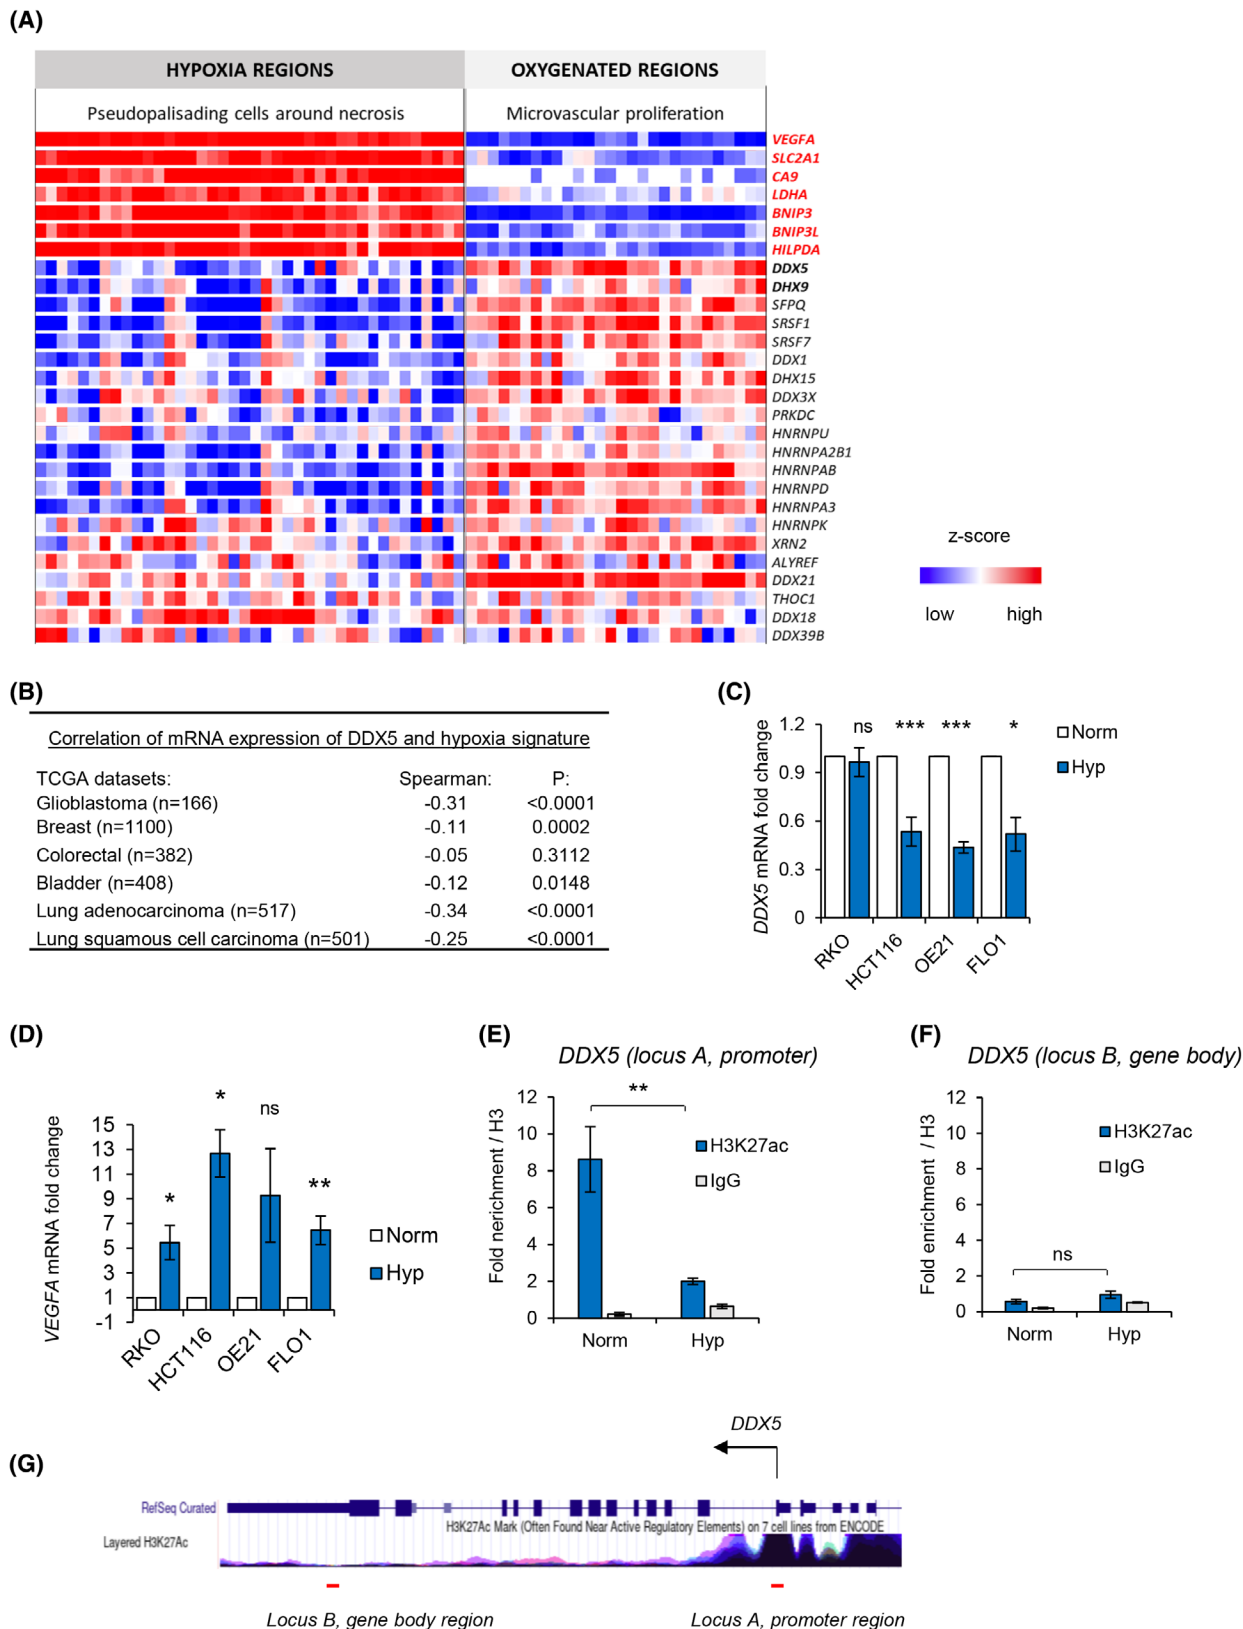 (A)
HYPOXIA REGIONS
OXYGENATED REGIONS
Pseudopalisading cells around necrosis
Microvascular proliferation
VEGFA
SLC2A1
CA9
LDHA
BNIP3
BNIP3L
HILPDA
DDX5
DHX9
SFPQ
SRSF1
SRSF7
DDX1
DHX15
DDX3X
PRKDC
HNRNPU
HNRNPA2B1
HNRNPAB
HNRNPD
HNRNPA3
HNRNPK
XRN2
ALYREF
DDX21
THOC1
DDX18
DDX39B
z-score
low high
(B)
Correlation of mRNA expression of DDX5 and hypoxia signature
TCGA datasets: Spearman: P:
Glioblastoma (n=166) -0.31 <0.0001
Breast (n=1100) -0.11 0.0002
Colorectal (n=382) -0.05 0.3112
Bladder (n=408) -0.12 0.0148
Lung adenocarcinoma (n=517) -0.34 <0.0001
Lung squamous cell carcinoma (n=501) -0.25 <0.0001
(C)
DDX5 mRNA fold change
1.2
0.9
0.6
0.3
0
ns *** *** *
Norm
Hyp
RKO
HCT116
OE21
FLO1
(D)
VEGFA mRNA fold change
15
13
11
9
7
5
3
1
-1
* * ns **
Norm
Hyp
RKO
HCT116
OE21
FLO1
(E)
DDX5 (locus A, promoter)
Fold nerichment / H3
12
10
8
6
4
2
0
**
H3K27ac
IgG
Norm Hyp
(F)
DDX5 (locus B, gene body)
Fold enrichment / H3
12
10
8
6
4
2
0
ns
H3K27ac
IgG
Norm Hyp
(G)
DDX5
RefSeq Curated
H3K27Ac Mark (Often Found Near Active Regulatory Elements) on 7 cell lines from ENCODE
Layered H3K27Ac
Locus B, gene body region
Locus A, promoter region